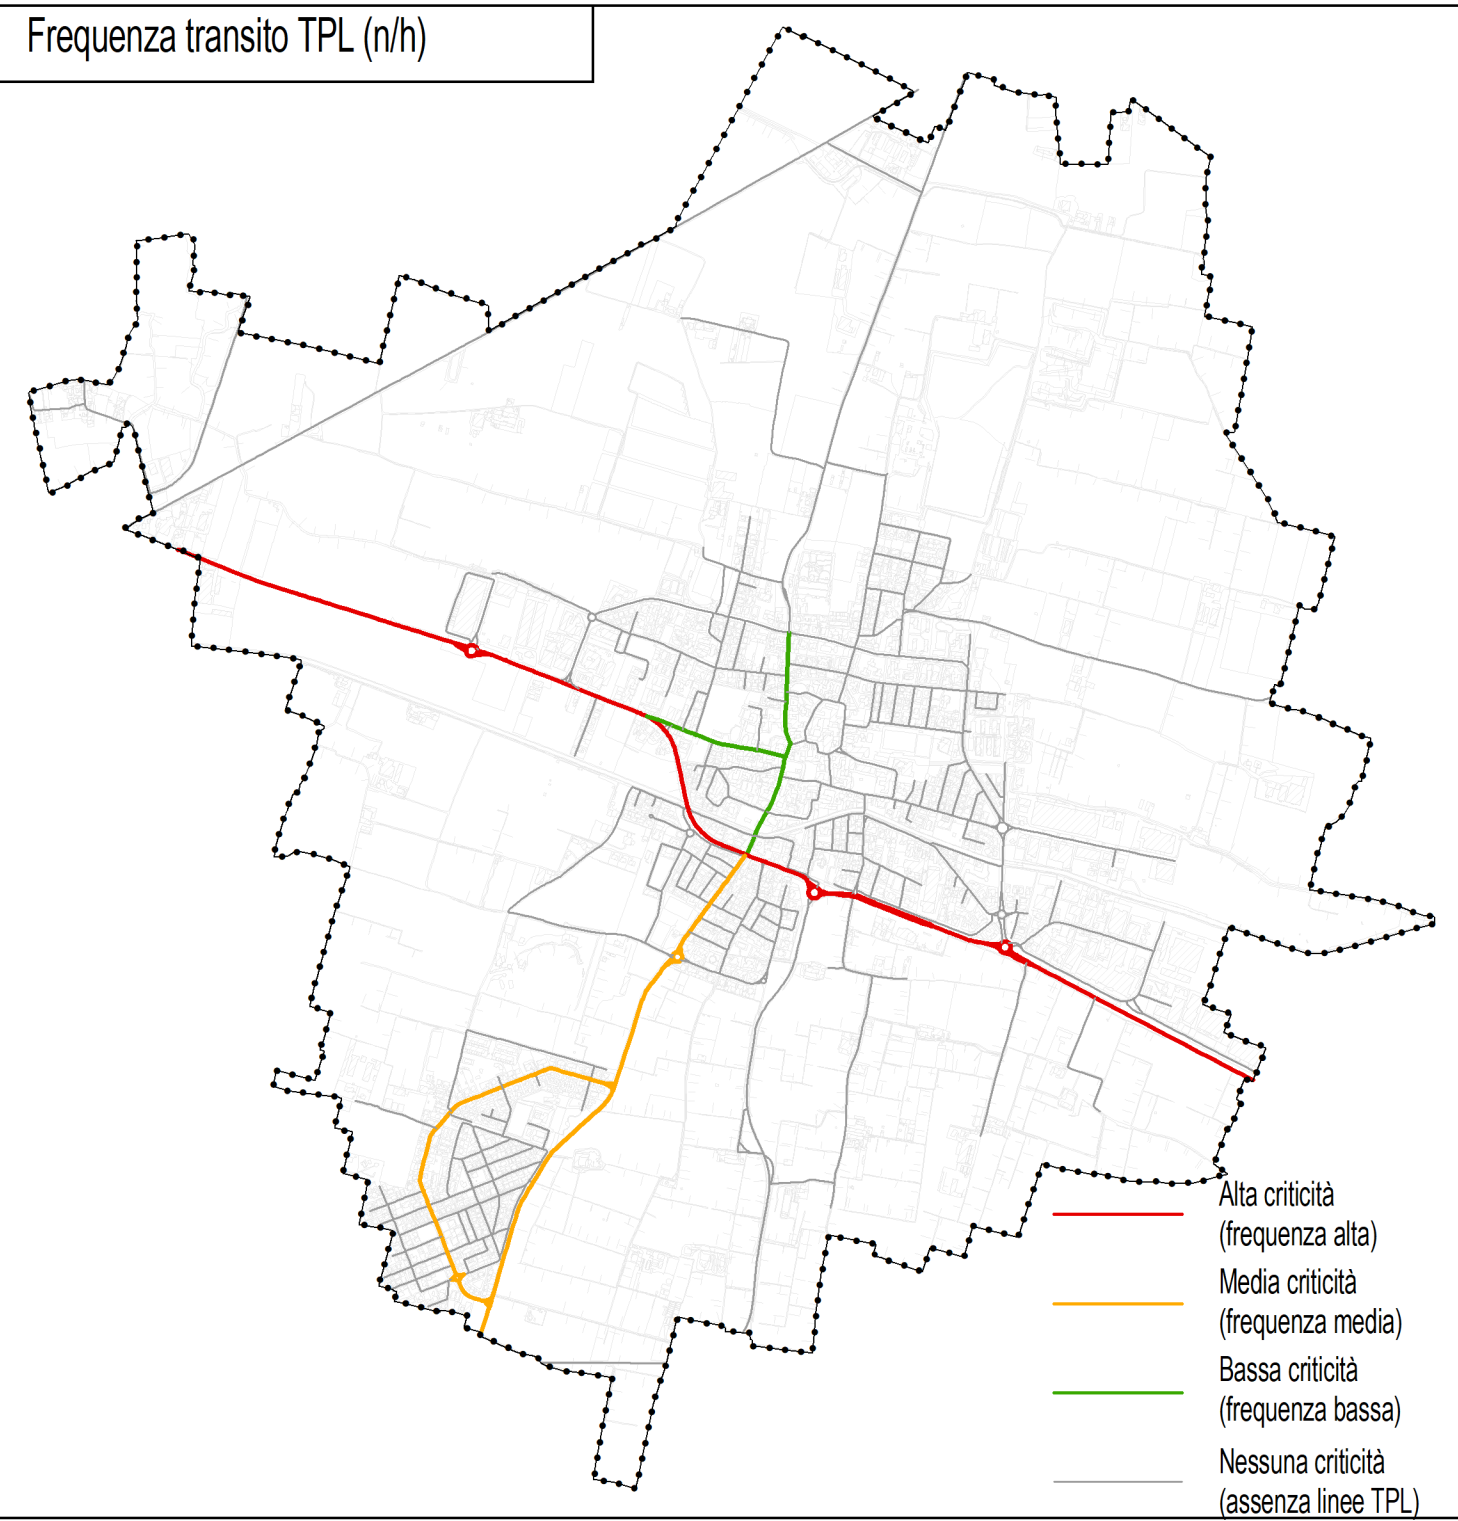 Frequenza transito TPL (n/h)
Alta criticità
(frequenza alta)
Media criticità
(frequenza media)
Bassa criticità
(frequenza bassa)
Nessuna criticità
(assenza linee TPL)